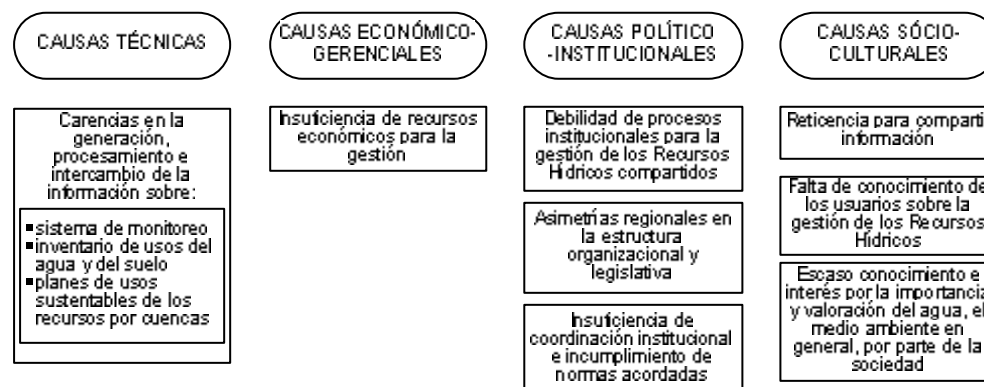 CAUSAS TÉCNICAS
Carencias en la
generación,
procesamiento e
intercambio de la
información sobre:
▪sistema de monitoreo
▪inventario de usos del
agua y del suelo
▪planes de usos
sustentables de los
recursos por cuencas
CAUSAS ECONÓMICO-
GERENCIALES
Insuficiencia de recursos
económicos para la
gestión
CAUSAS POLÍTICO
-INSTITUCIONALES
Debilidad de procesos
institucionales para la
gestión de los Recursos
Hídricos compartidos
Asimetrías regionales en
la estructura
organizacional y
legislativa
Insuficiencia de
coordinación institucional
e incumplimiento de
normas acordadas
CAUSAS SÓCIO-
CULTURALES
Reticencia para comparti
información
Falta de conocimiento de
los usuarios sobre la
gestión de los Recursos
Hídricos
Escaso conocimiento e
interés por la importancia
y valoración del agua, el
medio ambiente en
general, por parte de la
sociedad